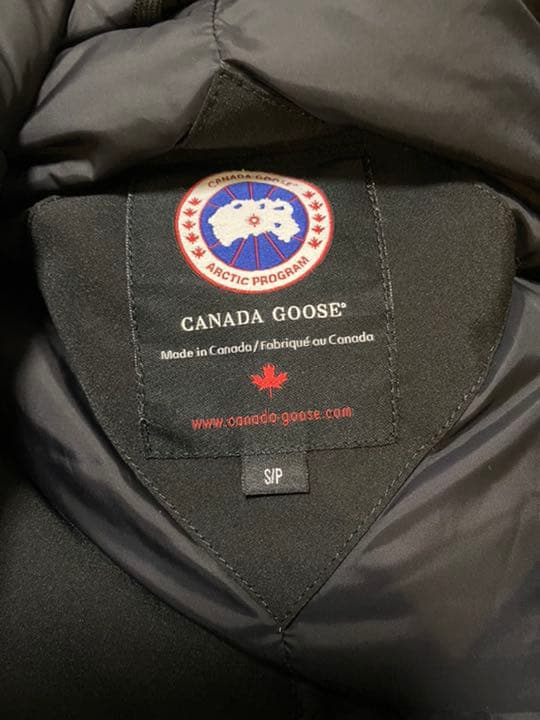 CANADA GOOSE®
ARCTIC PROGRAM
CANADA GOOSE®
Made in Canada/Fabriqué au Canada
www.canada-goose.com
S/P